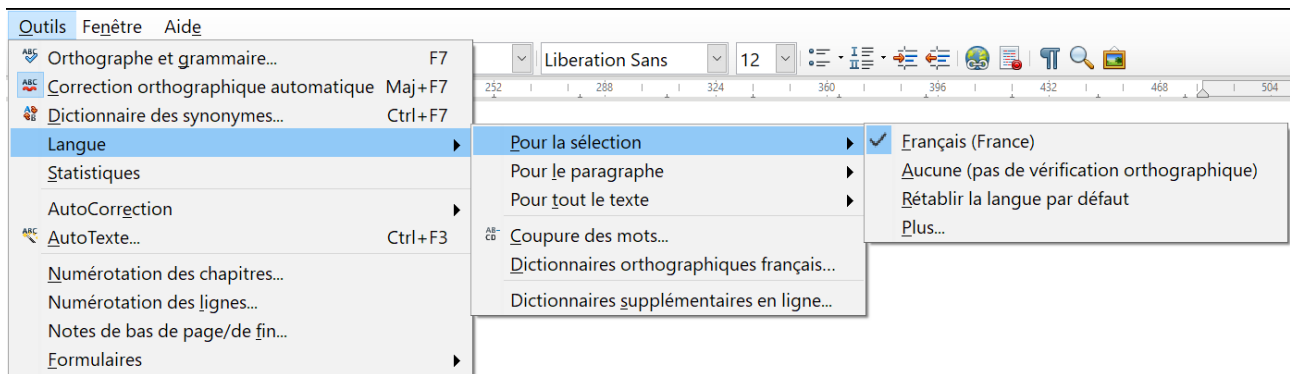 Outils Fenêtre Aide
Orthographe et grammaire... F7
Correction orthographique automatique Maj+F7
Dictionnaire des synonymes... Ctrl+F7
Langue
Statistiques
AutoCorrection
AutoTexte... Ctrl+F3
Numérotation des chapitres...
Numérotation des lignes...
Notes de bas de page/de fin...
Formulaires
Liberation Sans 12
252 288 324 360 396 432 468 504
Pour la sélection
Pour le paragraphe
Pour tout le texte
Coupure des mots...
Dictionnaires orthographiques français...
Dictionnaires supplémentaires en ligne...
Français (France)
Aucune (pas de vérification orthographique)
Rétablir la langue par défaut
Plus...